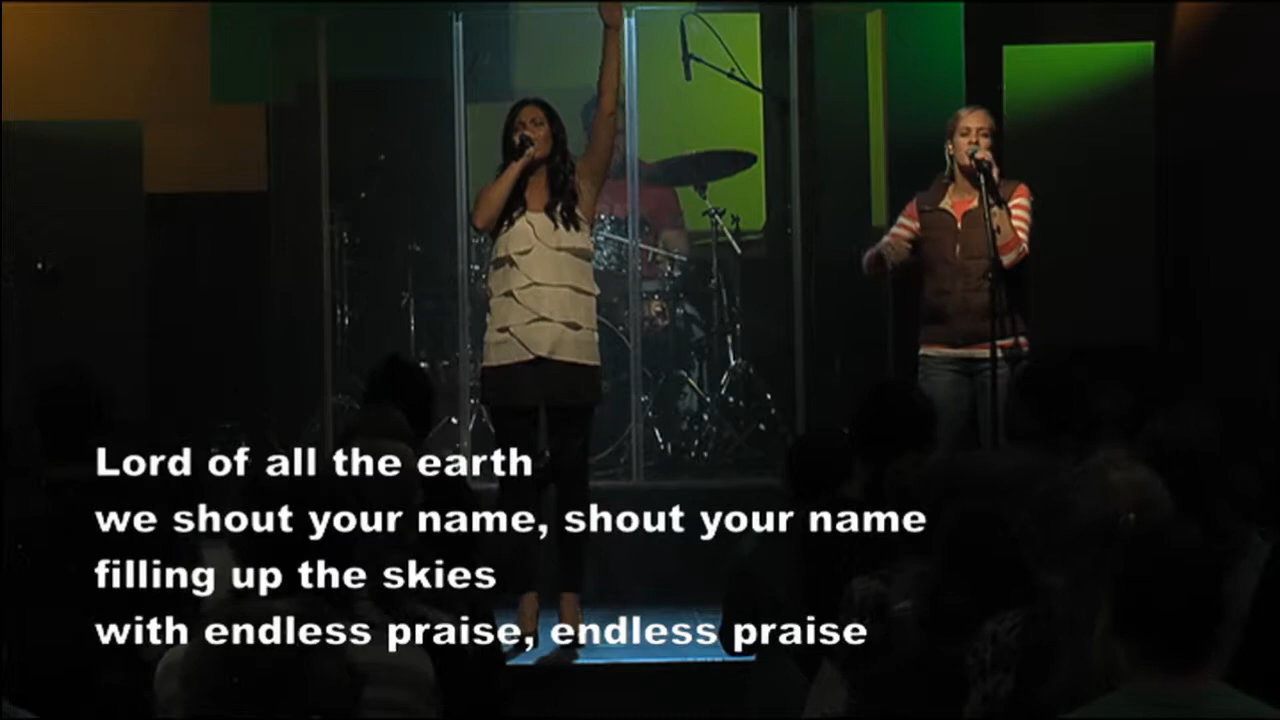 Lord of all the earth
we shout your name, shout your name
filling up the skies
with endless praise, endless praise